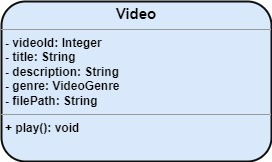 Video
- videoId: Integer
- title: String
- description: String
- genre: VideoGenre
- filePath: String
+ play(): void